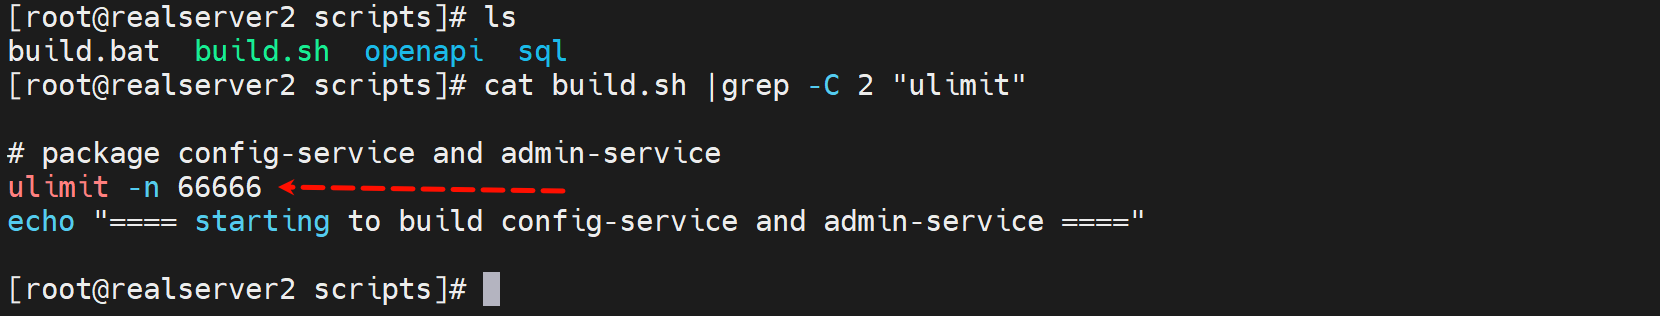 [root@realserver2 scripts]# ls
build.bat  build.sh  openapi  sql
[root@realserver2 scripts]# cat build.sh |grep -C 2 "ulimit"
# package config-service and admin-service
ulimit -n 66666
echo "==== starting to build config-service and admin-service ===="
[root@realserver2 scripts]#